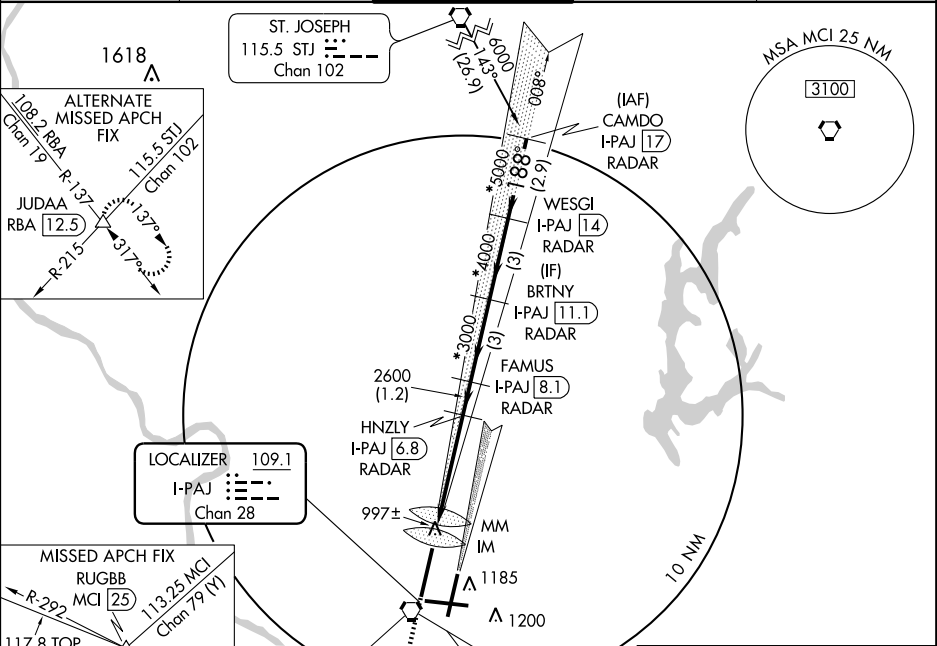 ST. JOSEPH
115.5 STJ
Chan 102
1618
ALTERNATE
MISSED APCH
FIX
108.2 RBA
Chan 19
R-137
115.5 STJ
Chan 102
JUDAA
RBA 12.5
137°
317°
R-215
6000
143°
(26.9)
008°
(IAF)
CAMDO
I-PAJ 17
RADAR
*5000
188°
(2.9)
WESGI
I-PAJ 14
RADAR
*4000
(3)
(IF)
BRTNY
I-PAJ 11.1
RADAR
*3000
(3)
FAMUS
I-PAJ 8.1
RADAR
2600
(1.2)
HNZLY
I-PAJ 6.8
RADAR
MSA MCI 25 NM
3100
LOCALIZER 109.1
I-PAJ
Chan 28
997±
MM
IM
1185
1200
10 NM
MISSED APCH FIX
RUGBB
MCI 25
R-292
113.25 MCI
Chan 79 (Y)
117.8 TOP